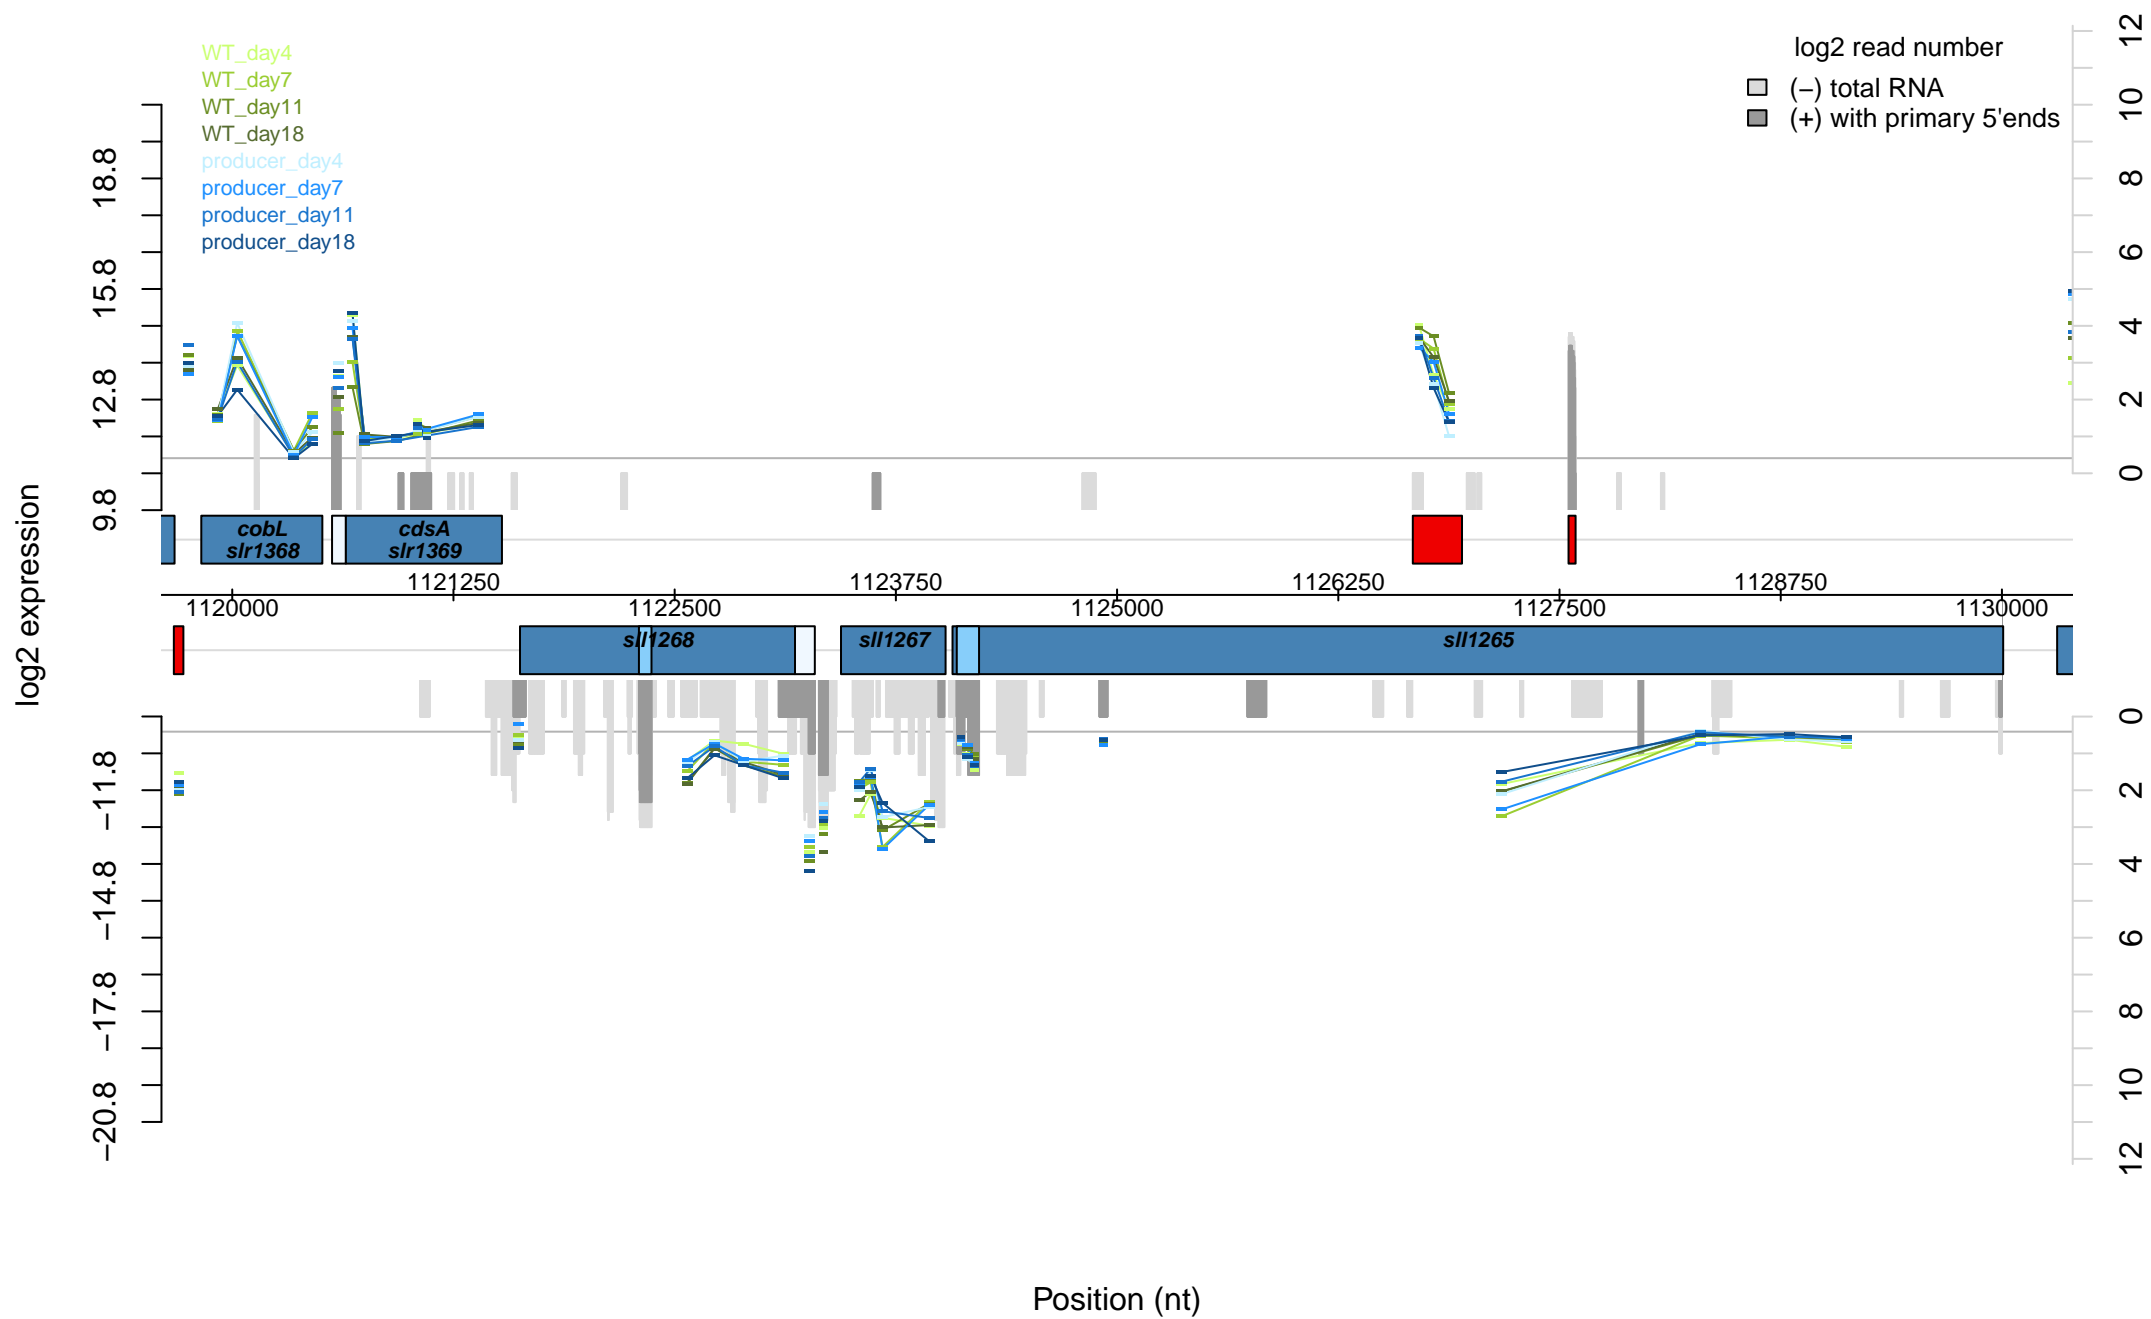 WT_day4
WT_day7
WT_day11
WT_day18
producer_day4
producer_day7
producer_day11
producer_day18
log2 read number
(−) total RNA
(+) with primary 5'ends
log2 expression
18.8
15.8
12.8
9.8
12
10
8
6
4
2
0
cobL
slr1368
cdsA
slr1369
1121250
1123750
1126250
1128750
1120000
1122500
1125000
1127500
1130000
sll1268
sll1267
sll1265
−11.8
−14.8
−17.8
−20.8
0
2
4
6
8
10
12
Position (nt)